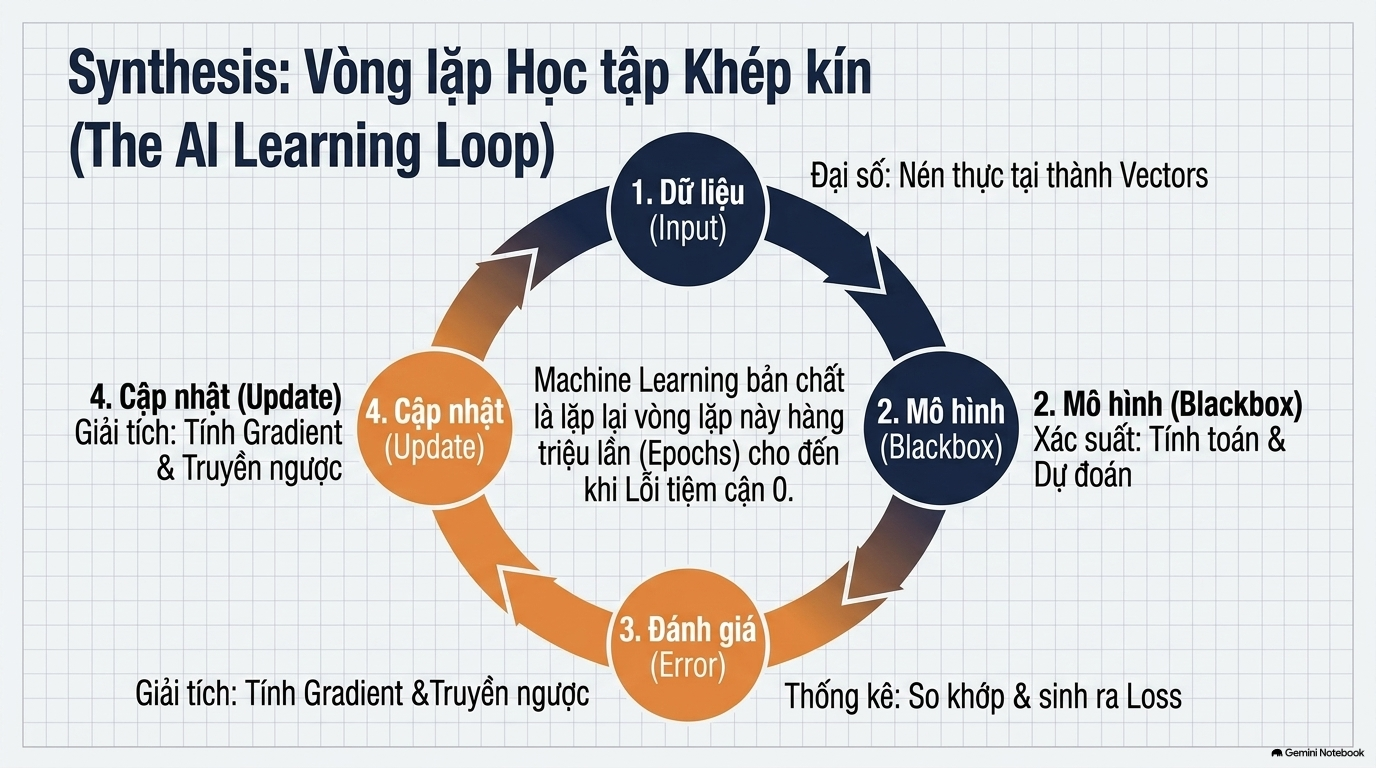 Synthesis: Vòng lặp Học tập Khép kín
(The AI Learning Loop)
1. Dữ liệu
(Input)
Đại số: Nén thực tại thành Vectors
4. Cập nhật (Update)
Giải tích: Tính Gradient
& Truyền ngược
4. Cập nhật
(Update)
Machine Learning bản chất
là lặp lại vòng lặp này hàng
triệu lần (Epochs) cho đến
khi Lỗi tiệm cận 0.
2. Mô hình
(Blackbox)
2. Mô hình (Blackbox)
Xác suất: Tính toán &
Dự đoán
3. Đánh giá
(Error)
Giải tích: Tính Gradient &Truyền ngược
Thống kê: So khớp & sinh ra Loss
Gemini Notebook